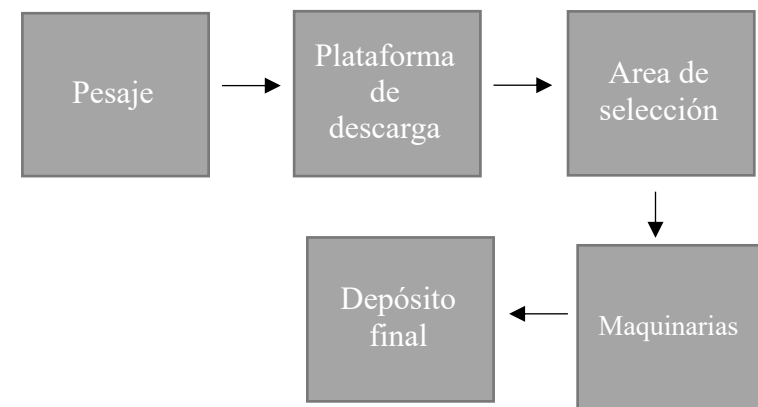 Pesaje
Plataforma
de
descarga
Area de
selección
Maquinarias
Depósito
final